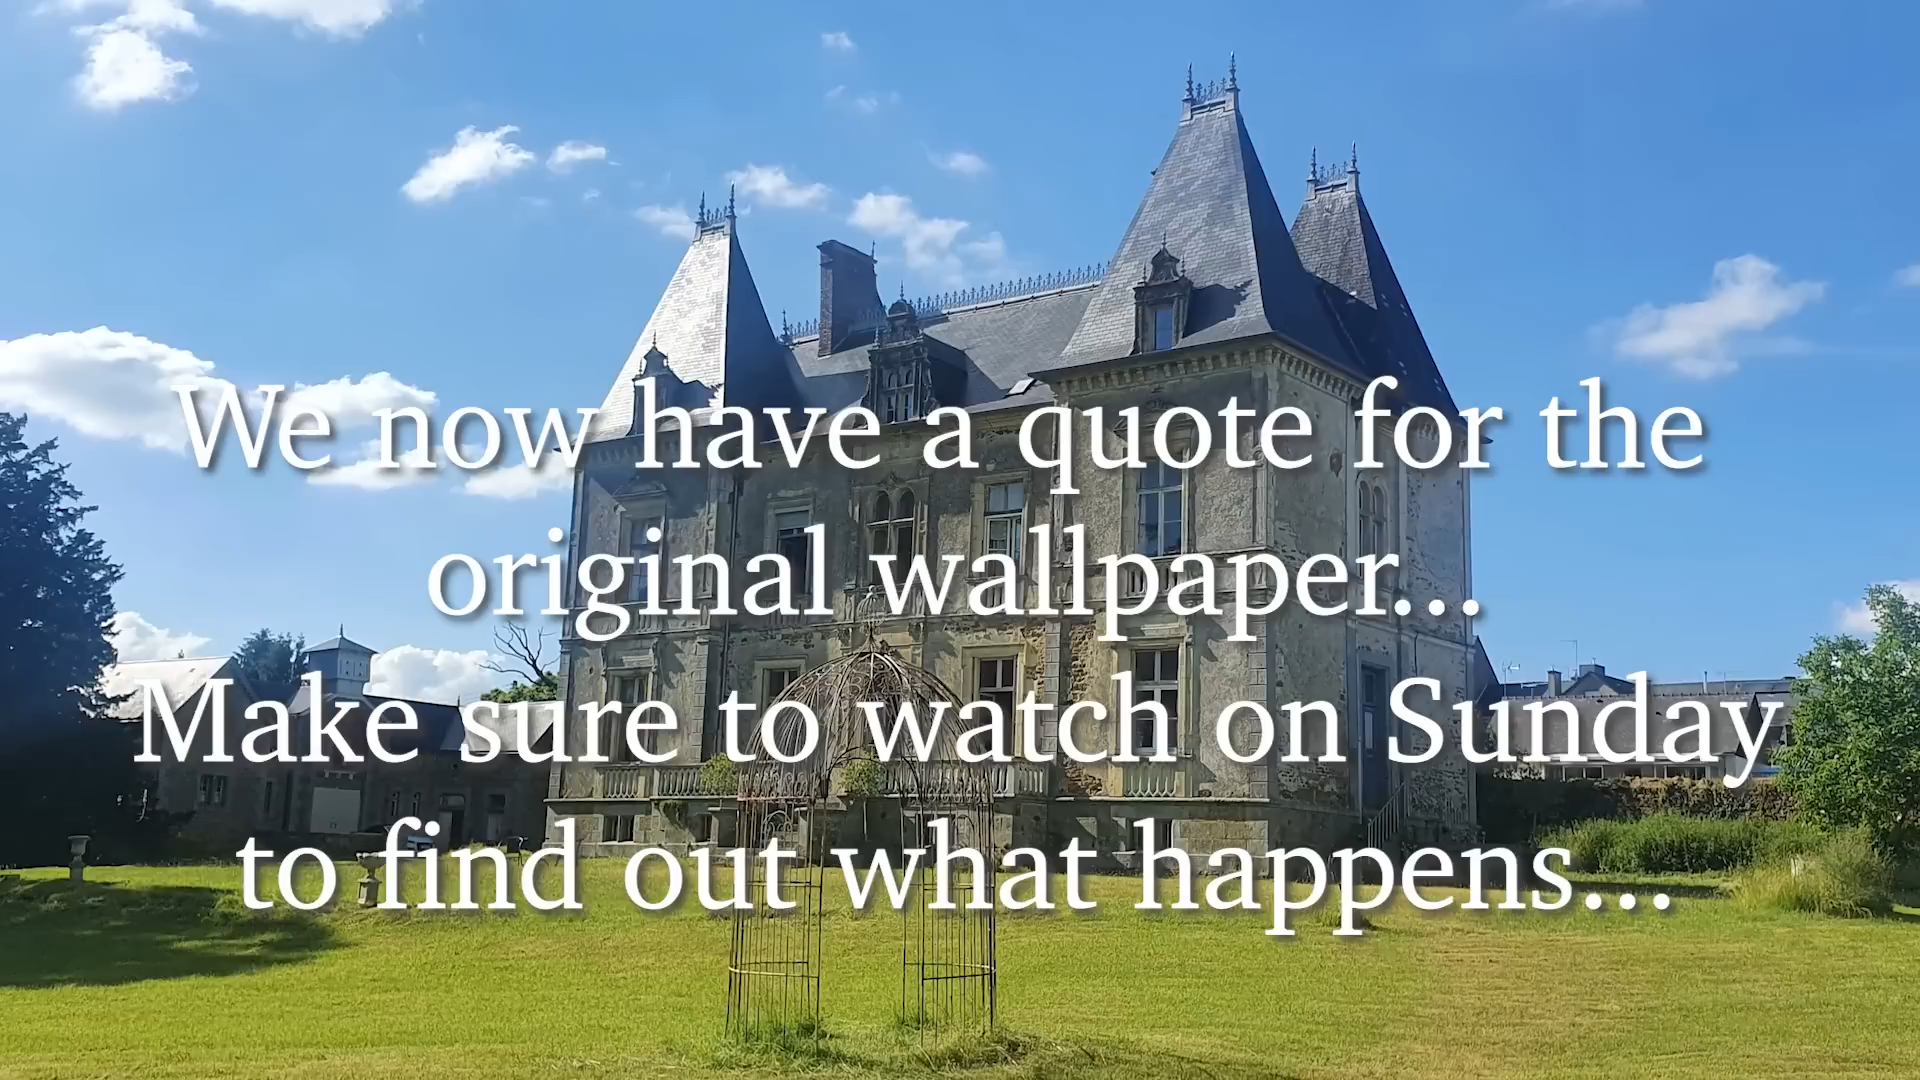 We now have a quote for the
original wallpaper...
Make sure to watch on Sunday
to find out what happens...